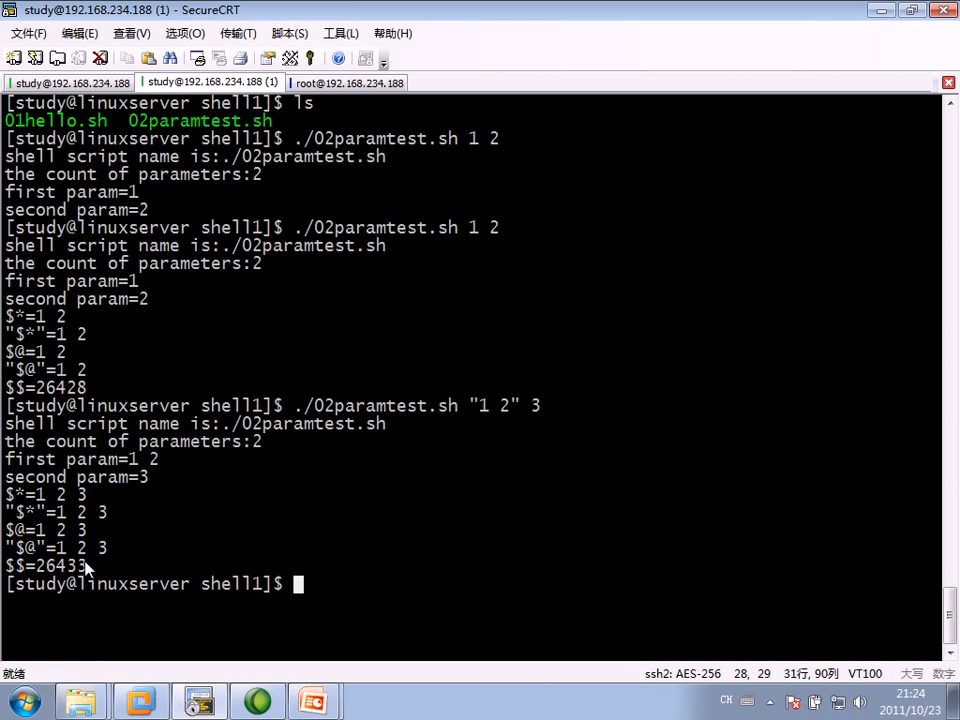 study@192.168.234.188 (1) - SecureCRT
文件(F) 编辑(E) 查看(V) 选项(O) 传输(T) 脚本(S) 工具(L) 帮助(H)
study@192.168.234.188 study@192.168.234.188 (1) root@192.168.234.188
[study@linuxserver shell1]$ ls
01hello.sh  02paramtest.sh
[study@linuxserver shell1]$ ./02paramtest.sh 1 2
shell script name is:./02paramtest.sh
the count of parameters:2
first param=1
second param=2
[study@linuxserver shell1]$ ./02paramtest.sh 1 2
shell script name is:./02paramtest.sh
the count of parameters:2
first param=1
second param=2
$*=1 2
"$*"=1 2
$@=1 2
"$@"=1 2
$$=26428
[study@linuxserver shell1]$ ./02paramtest.sh "1 2" 3
shell script name is:./02paramtest.sh
the count of parameters:2
first param=1 2
second param=3
$*=1 2 3
"$*"=1 2 3
$@=1 2 3
"$@"=1 2 3
$$=26433
[study@linuxserver shell1]$
就绪 ssh2: AES-256 28, 29 31行, 90列 VT100 大写 数字
CH 21:24
2011/10/23